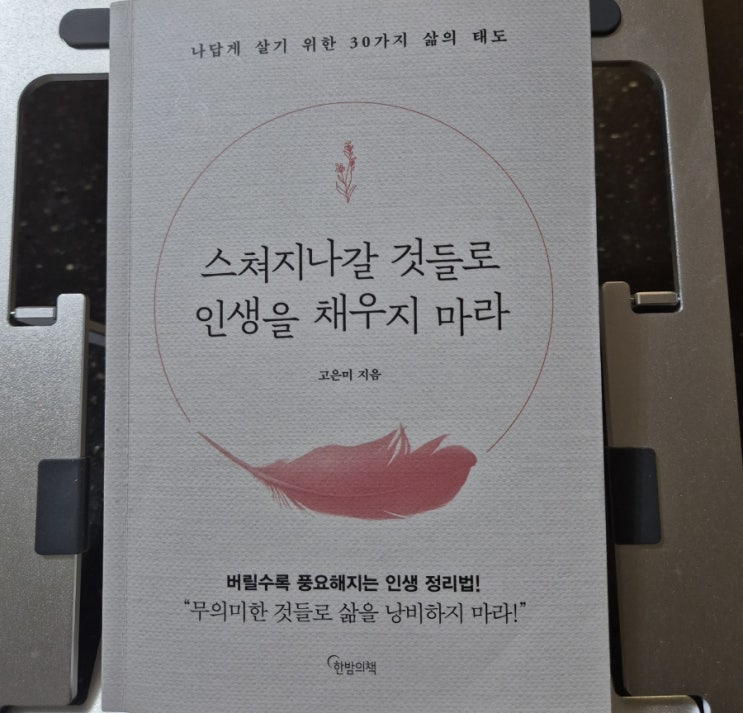 나답게 살기 위한 30가지 삶의 태도
스쳐지나갈 것들로
인생을 채우지 마라
고은미 지음
버릴수록 풍요해지는 인생 정리법!
“무의미한 것들로 삶을 낭비하지 마라!”
한밤의책